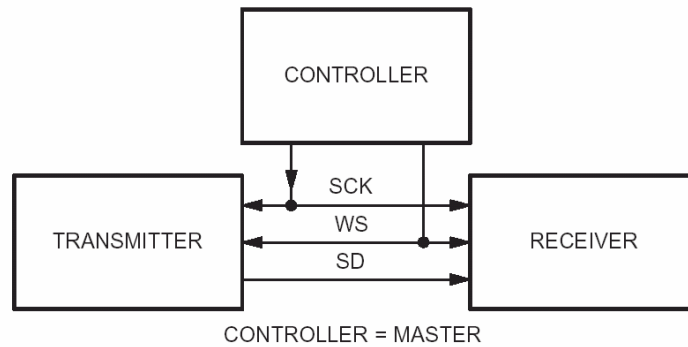 CONTROLLER
SCK
TRANSMITTER
WS
RECEIVER
SD
CONTROLLER = MASTER